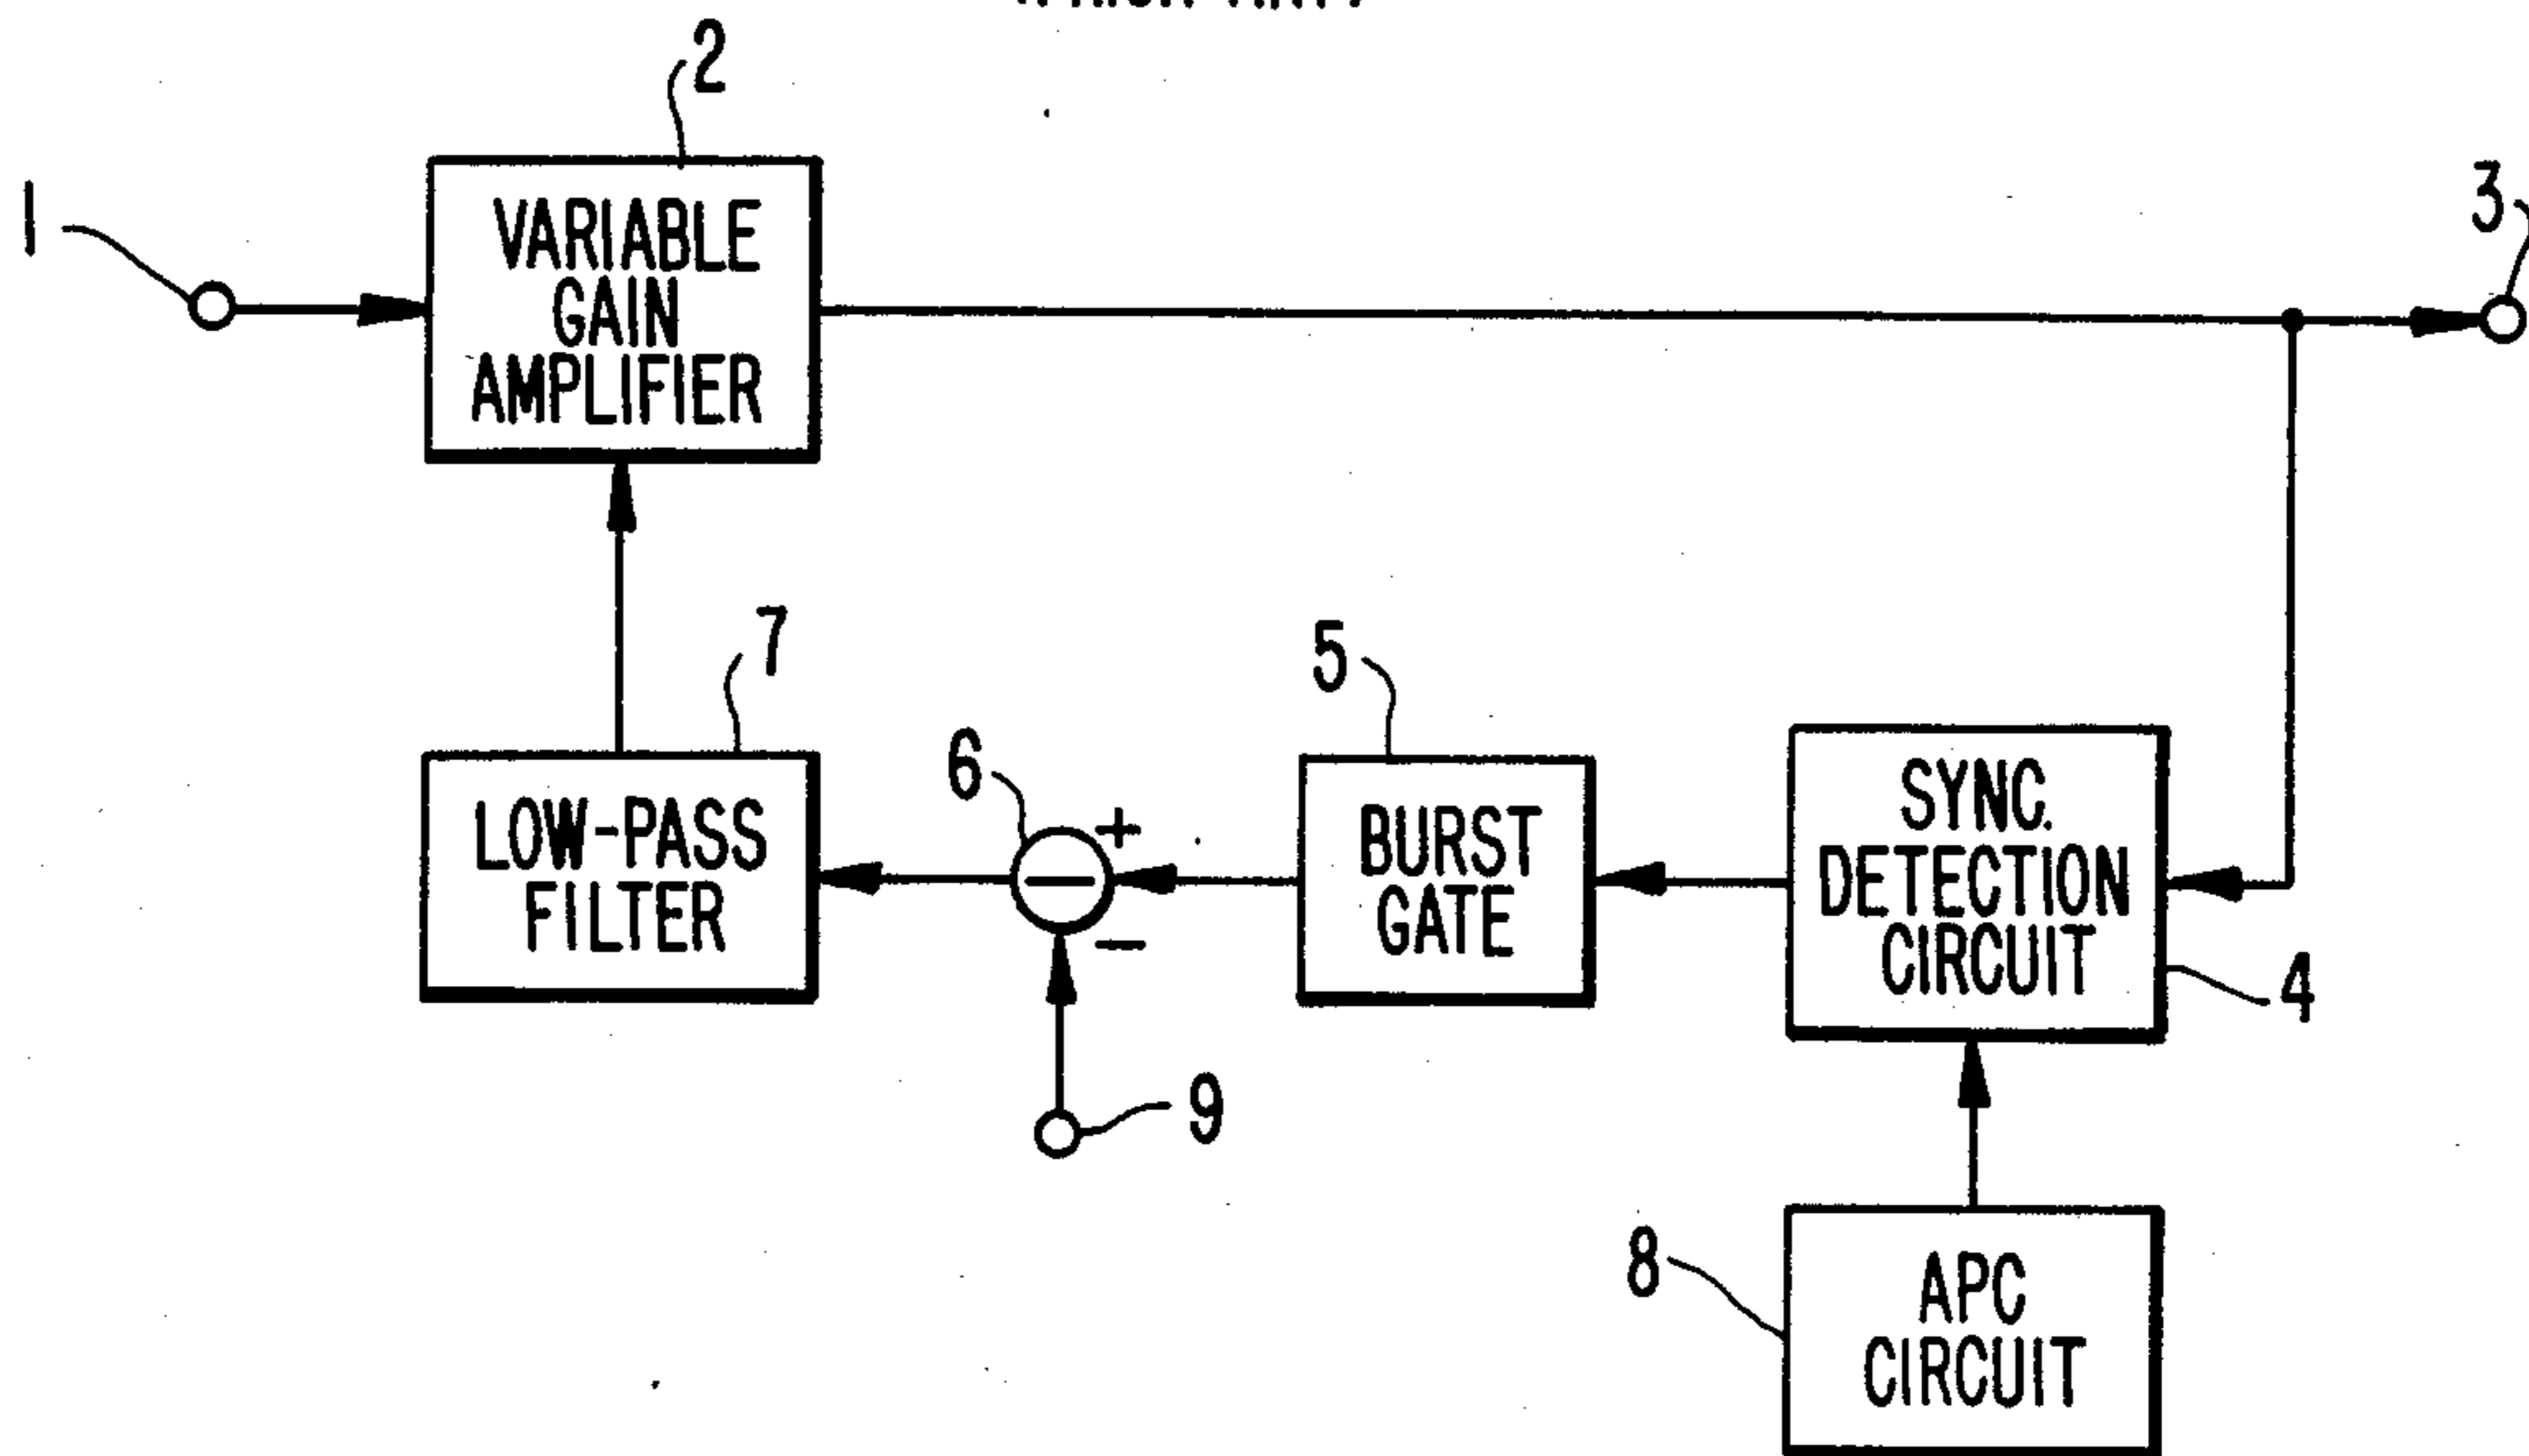 2
1
VARIABLE
GAIN
AMPLIFIER
3
7
LOW-PASS
FILTER
6
+
−
−
5
BURST
GATE
SYNC.
DETECTION
CIRCUIT
4
9
8
APC
CIRCUIT